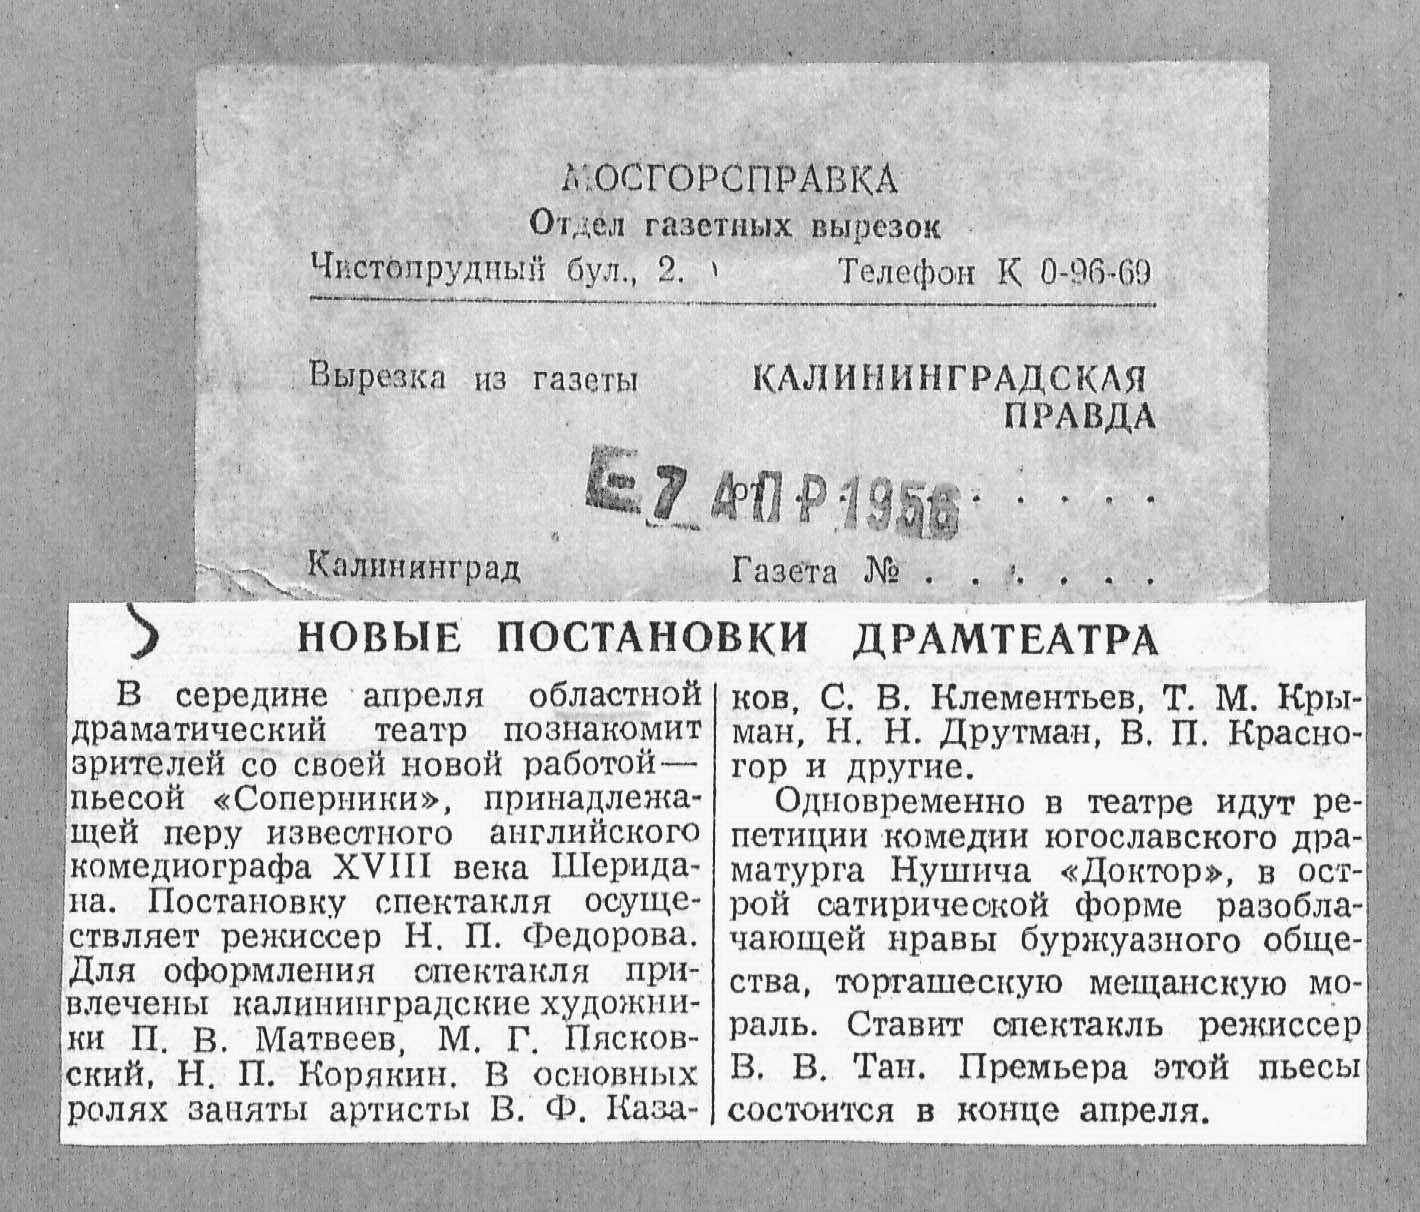 МОСГОРСПРАВКА
Отдел газетных вырезок
Чистопрудный бул., 2. Телефон К 0-96-69
Вырезка из газеты КАЛИНИНГРАДСКАЯ
ПРАВДА
от . . . . .
7 АПР 1956
Калининград Газета № . . . . . .
НОВЫЕ ПОСТАНОВКИ ДРАМТЕАТРА
В середине апреля областной
драматический театр познакомит
зрителей со своей новой работой—
пьесой «Соперники», принадлежа-
щей перу известного английского
комедиографа XVIII века Шерида-
на. Постановку спектакля осуще-
ствляет режиссер Н. П. Федорова.
Для оформления спектакля при-
влечены калининградские художни-
ки П. В. Матвеев, М. Г. Пясков-
ский, Н. П. Корякин. В основных
ролях заняты артисты В. Ф. Каза-
ков, С. В. Клементьев, Т. М. Кры-
ман, Н. Н. Друтман, В. П. Красно-
гор и другие.
Одновременно в театре идут ре-
петиции комедии югославского дра-
матурга Нушича «Доктор», в ост-
рой сатирической форме разобла-
чающей нравы буржуазного обще-
ства, торгашескую мещанскую мо-
раль. Ставит спектакль режиссер
В. В. Тан. Премьера этой пьесы
состоится в конце апреля.